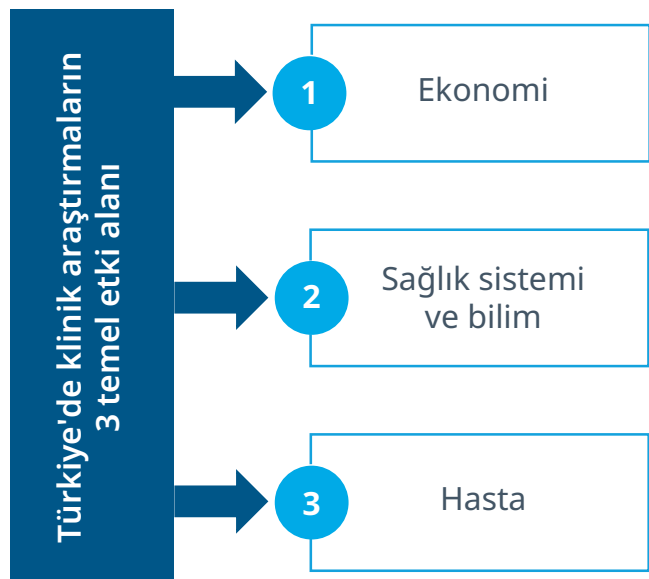 Türkiye'de klinik araştırmaların
3 temel etki alanı
1
Ekonomi
2
Sağlık sistemi
ve bilim
3
Hasta